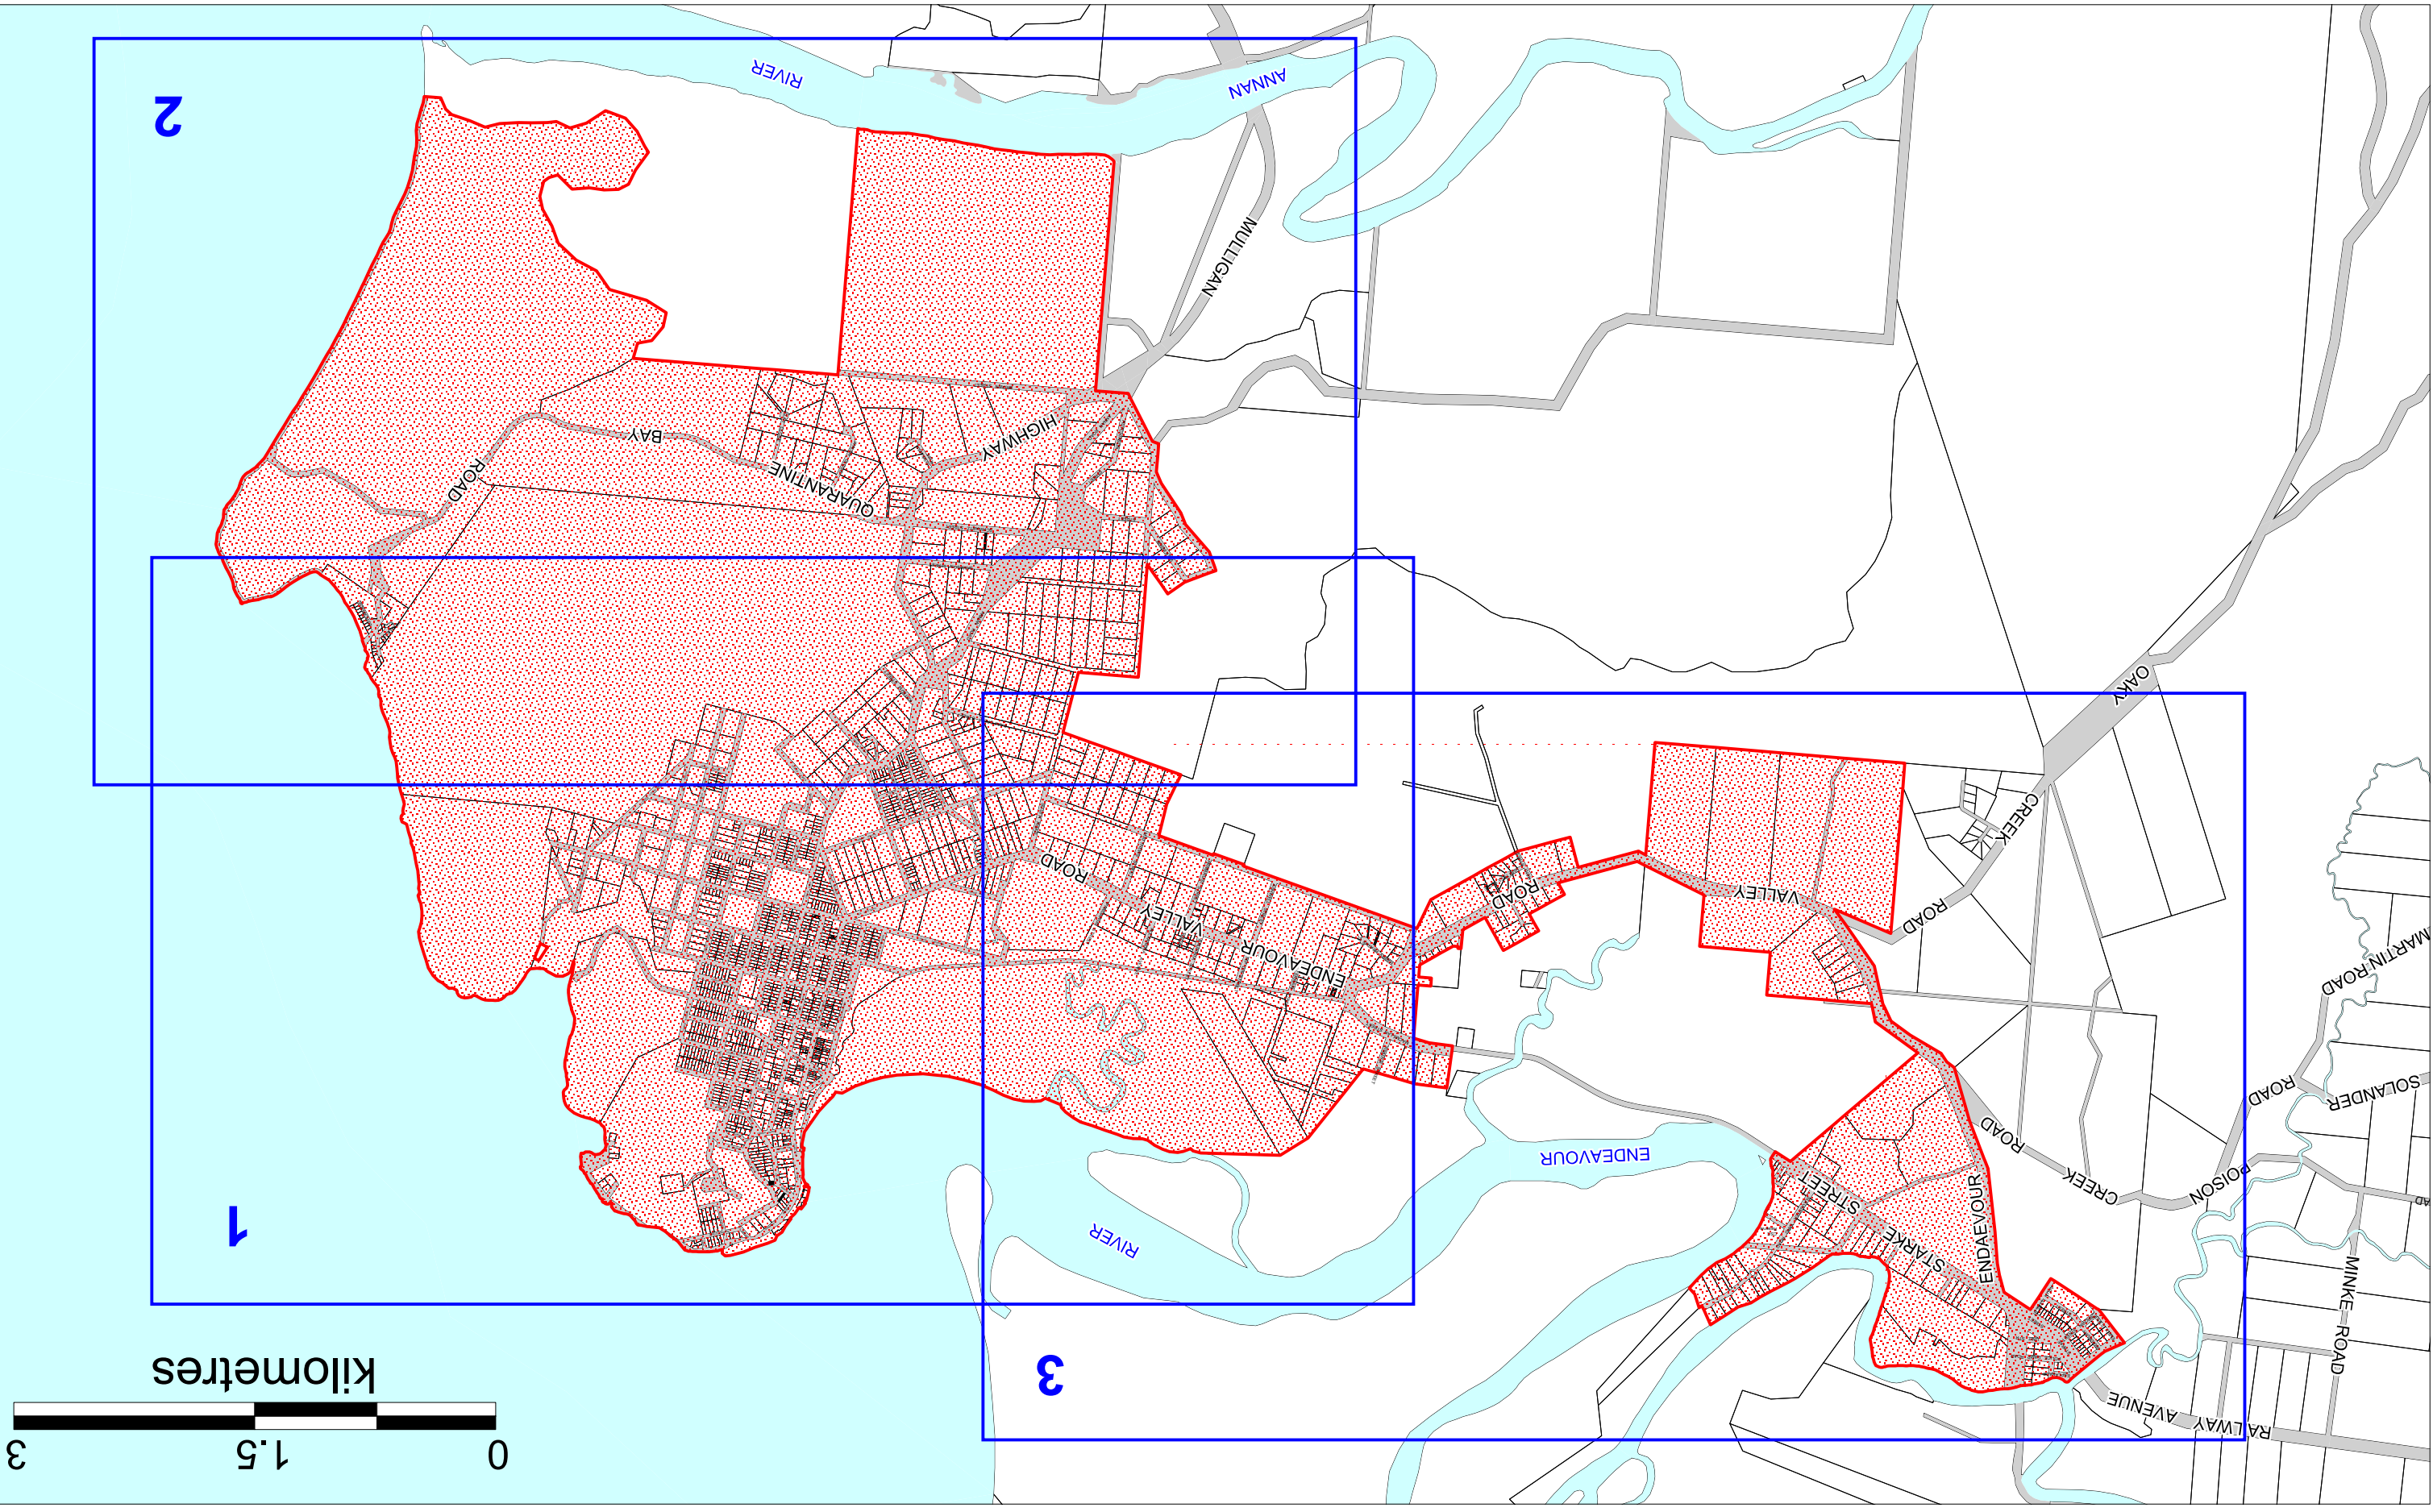 RAILWAY AVENUE
0 1.5 3
kilometres
3
MINKE ROAD
STARKE STREET
ENDAEVOUR
VALLEY
ROAD
1
RIVER
ENDEAVOUR
POISON
CREEK
ROAD
AD
SOLANDER
ROAD
MARTIN ROAD
ENDEAVOUR
VALLEY
ROAD
OAKY
CREEK
ROAD
QUARANTINE
BAY
ROAD
MULLIGAN
HIGHWAY
ANNAN
RIVER
2